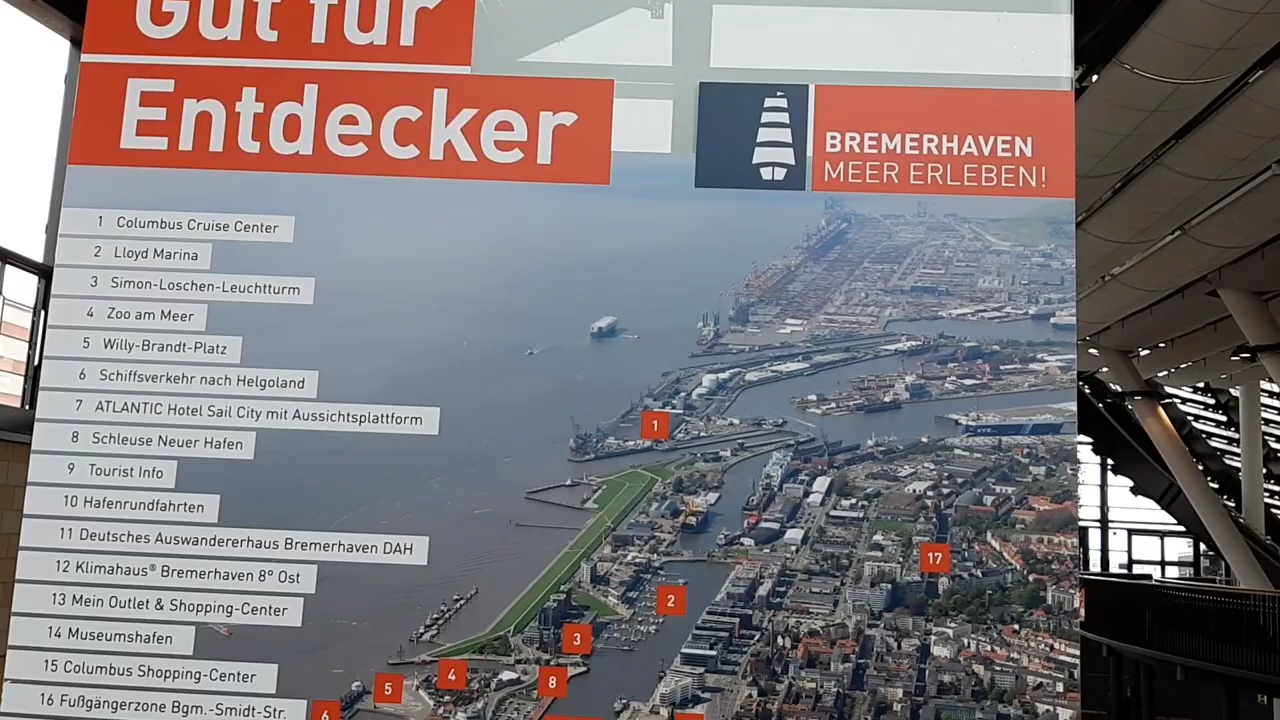 Gut für
Entdecker
BREMERHAVEN
MEER ERLEBEN!
1 Columbus Cruise Center
2 Lloyd Marina
3 Simon-Loschen-Leuchtturm
4 Zoo am Meer
5 Willy-Brandt-Platz
6 Schiffsverkehr nach Helgoland
7 ATLANTIC Hotel Sail City mit Aussichtsplattform
8 Schleuse Neuer Hafen
9 Tourist Info
10 Hafenrundfahrten
11 Deutsches Auswandererhaus Bremerhaven DAH
12 Klimahaus® Bremerhaven 8° Ost
13 Mein Outlet & Shopping-Center
14 Museumshafen
15 Columbus Shopping-Center
16 Fußgängerzone Bgm.-Smidt-Str.
1
17
2
3
4
8
5
6